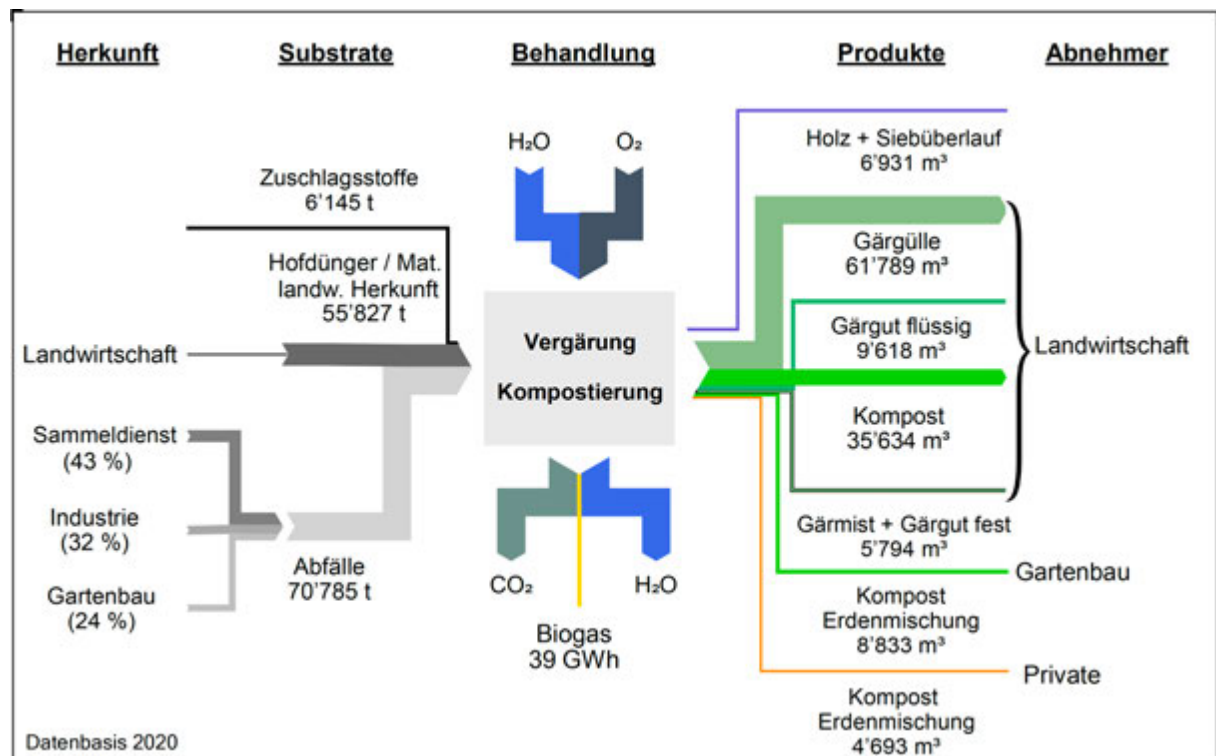 Herkunft
Substrate
Behandlung
Produkte
Abnehmer
Zuschlagsstoffe
6’145 t
Hofdünger / Mat.
landw. Herkunft
55’827 t
Landwirtschaft
Sammeldienst
(43 %)
Industrie
(32 %)
Gartenbau
(24 %)
Abfälle
70’785 t
H₂O
O₂
Vergärung
Kompostierung
CO₂
H₂O
Biogas
39 GWh
Holz + Siebüberlauf
6’931 m³
Gärgülle
61’789 m³
Gärgut flüssig
9’618 m³
Kompost
35’634 m³
Gärmist + Gärgut fest
5’794 m³
Kompost
Erdenmischung
8’833 m³
Kompost
Erdenmischung
4’693 m³
Landwirtschaft
Gartenbau
Private
Datenbasis 2020